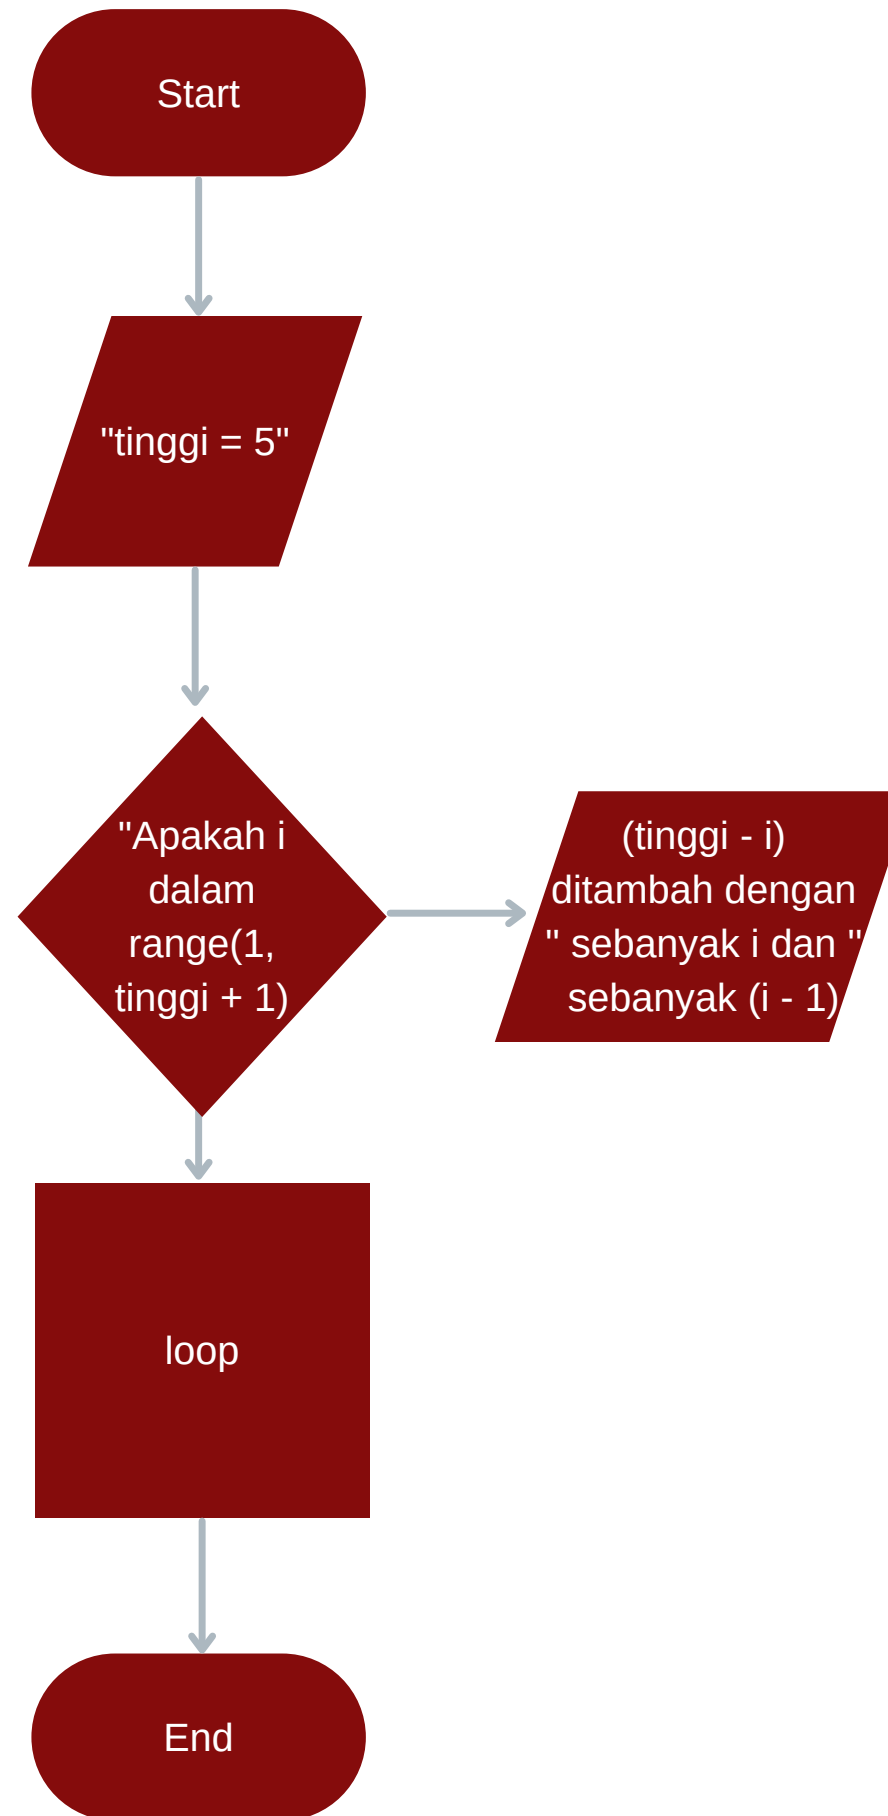 Start
"tinggi = 5"
"Apakah i
dalam
range(1,
tinggi + 1)
(tinggi - i)
ditambah dengan
" sebanyak i dan "
sebanyak (i - 1)
loop
End